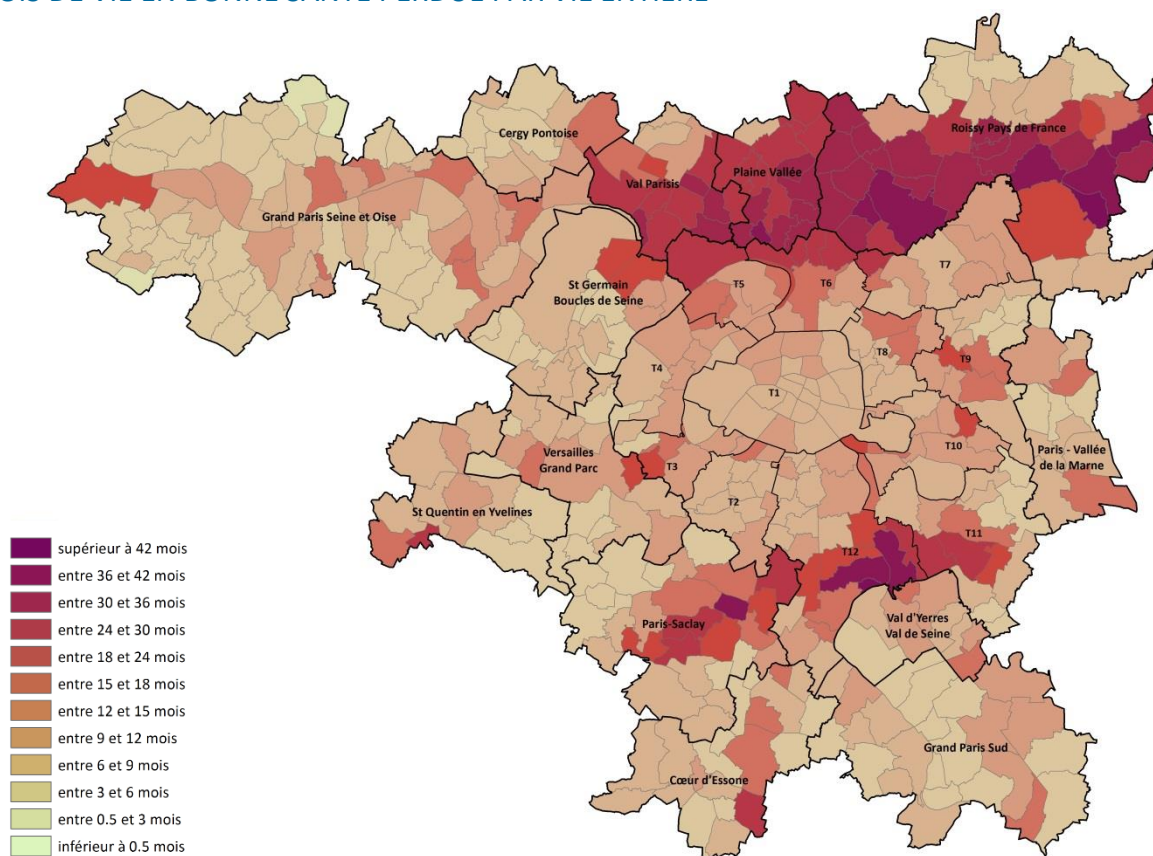 Cergy Pontoise
Roissy Pays de France
Plaine Vallée
Val Parisis
Grand Paris Seine et Oise
T7
St Germain
Boucles de Seine
T5
T6
T8
T9
T4
T1
T10
Versailles
Grand Parc
T3
Paris - Vallée
de la Marne
T2
St Quentin en Yvelines
T11
T12
Paris-Saclay
Val d'Yerres
Val de Seine
Grand Paris Sud
Cœur d'Essone
supérieur à 42 mois
entre 36 et 42 mois
entre 30 et 36 mois
entre 24 et 30 mois
entre 18 et 24 mois
entre 15 et 18 mois
entre 12 et 15 mois
entre 9 et 12 mois
entre 6 et 9 mois
entre 3 et 6 mois
entre 0.5 et 3 mois
inférieur à 0.5 mois